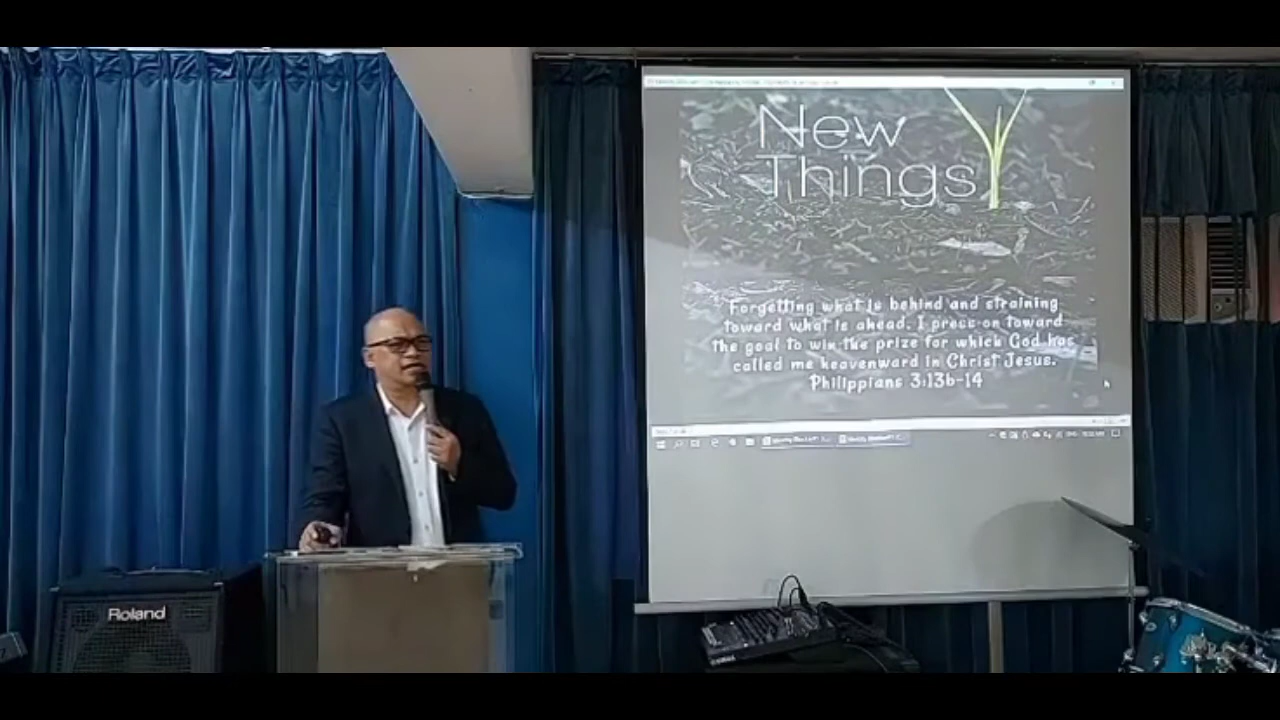 New
Things
Forgetting what is behind and straining
toward what is ahead. I press on toward
the goal to win the prize for which God has
called me heavenward in Christ Jesus.
Philippians 3:13b-14
Roland